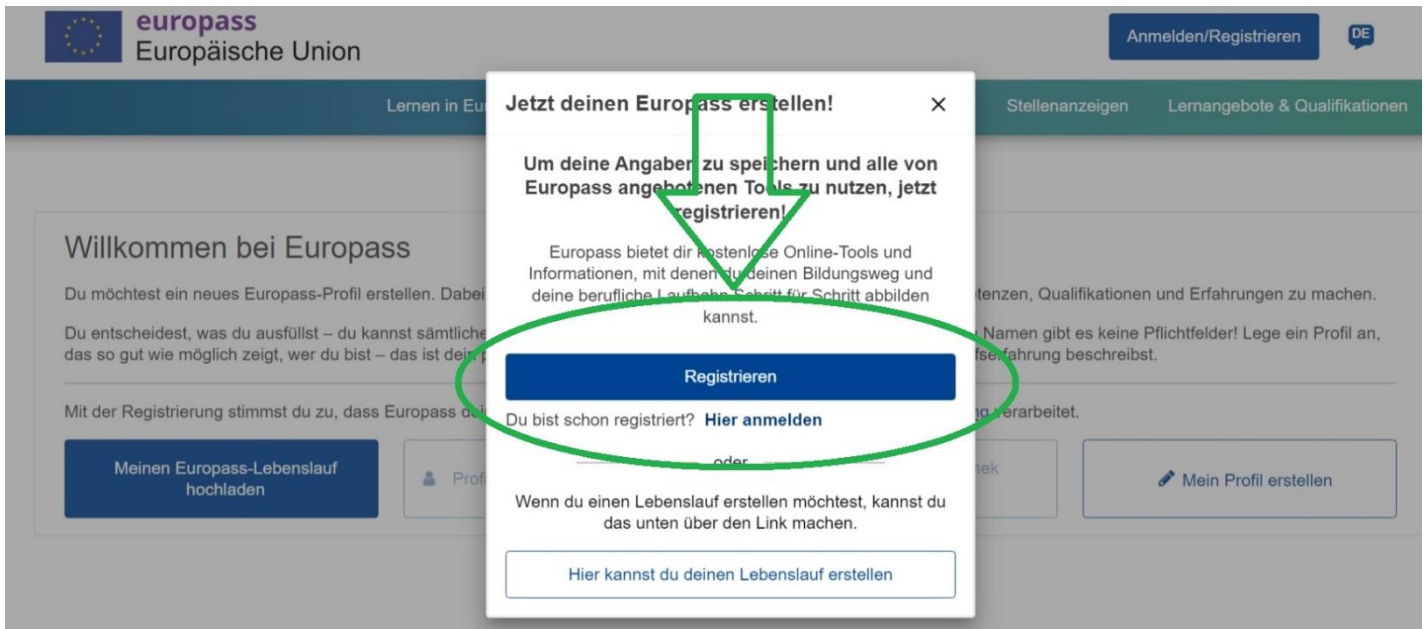 europass
Europäische Union
Anmelden/Registrieren
DE
Lernen in Eur
Stellenanzeigen
Lernangebote & Qualifikationen
Jetzt deinen Europass erstellen!
Um deine Angaben zu speichern und alle von
Europass angebotenen Tools zu nutzen, jetzt
registrieren!
Europass bietet dir kostenlose Online-Tools und
Informationen, mit denen du deinen Bildungsweg und
deine berufliche Laufbahn Schritt für Schritt abbilden
kannst.
Registrieren
Du bist schon registriert? Hier anmelden
oder
Wenn du einen Lebenslauf erstellen möchtest, kannst du
das unten über den Link machen.
Hier kannst du deinen Lebenslauf erstellen
Willkommen bei Europass
Du möchtest ein neues Europass-Profil erstellen. Dabei
tenzen, Qualifikationen und Erfahrungen zu machen.
Du entscheidest, was du ausfüllst – du kannst sämtliche
Namen gibt es keine Pflichtfelder! Lege ein Profil an,
das so gut wie möglich zeigt, wer du bist – das ist dein p
fserfahrung beschreibst.
Mit der Registrierung stimmst du zu, dass Europass dei
ng verarbeitet.
Meinen Europass-Lebenslauf
hochladen
Profi
hek
Mein Profil erstellen